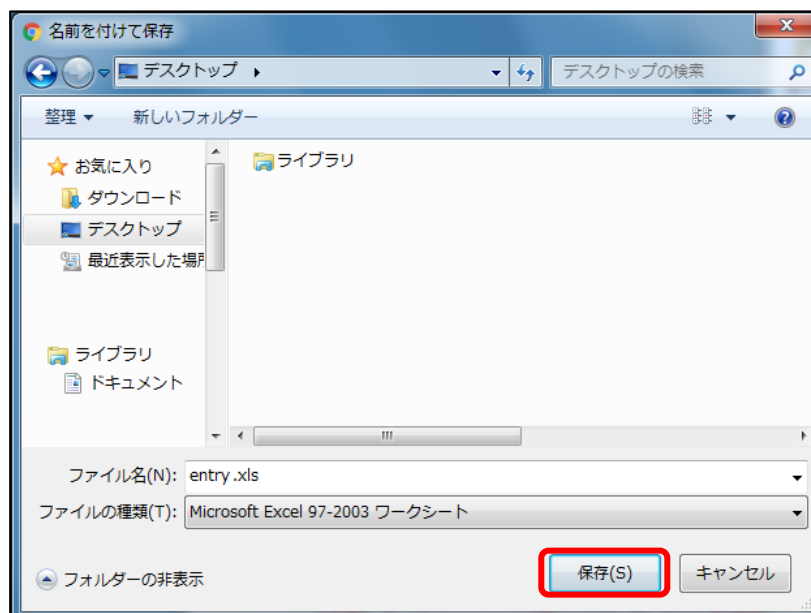 名前を付けて保存
デスクトップ
デスクトップの検索
整理 新しいフォルダー
お気に入り
ダウンロード
デスクトップ
最近表示した場所
ライブラリ
ドキュメント
ライブラリ
ファイル名(N): entry.xls
ファイルの種類(T): Microsoft Excel 97-2003 ワークシート
フォルダーの非表示
保存(S) キャンセル